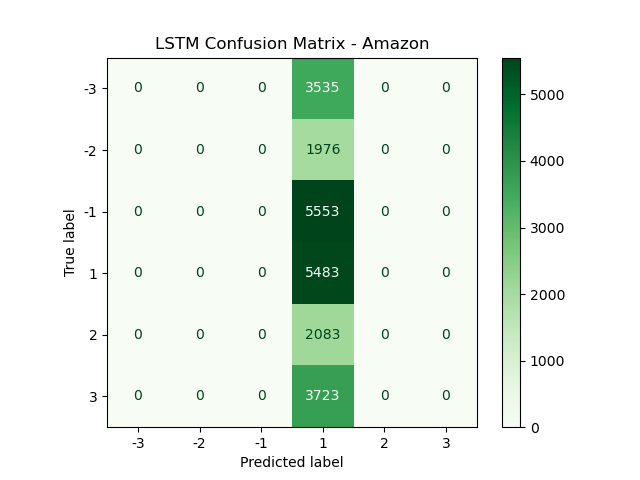 LSTM Confusion Matrix - Amazon
-3 0 0 0 3535 0 0
-2 0 0 0 1976 0 0
-1 0 0 0 5553 0 0
1 0 0 0 5483 0 0
2 0 0 0 2083 0 0
3 0 0 0 3723 0 0
-3 -2 -1 1 2 3
True label
Predicted label
5000
4000
3000
2000
1000
0